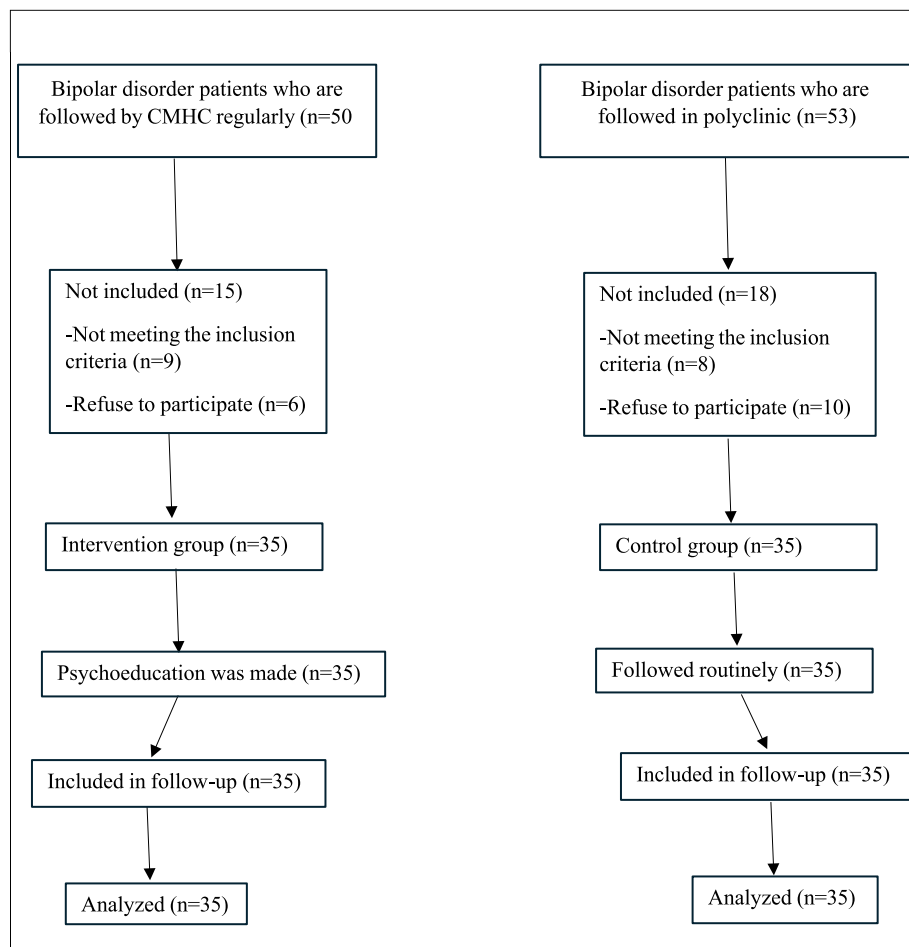 Bipolar disorder patients who are
followed by CMHC regularly (n=50
Not included (n=15)
-Not meeting the inclusion
criteria (n=9)
-Refuse to participate (n=6)
Intervention group (n=35)
Psychoeducation was made (n=35)
Included in follow-up (n=35)
Analyzed (n=35)
Bipolar disorder patients who are
followed in polyclinic (n=53)
Not included (n=18)
-Not meeting the inclusion
criteria (n=8)
-Refuse to participate (n=10)
Control group (n=35)
Followed routinely (n=35)
Included in follow-up (n=35)
Analyzed (n=35)